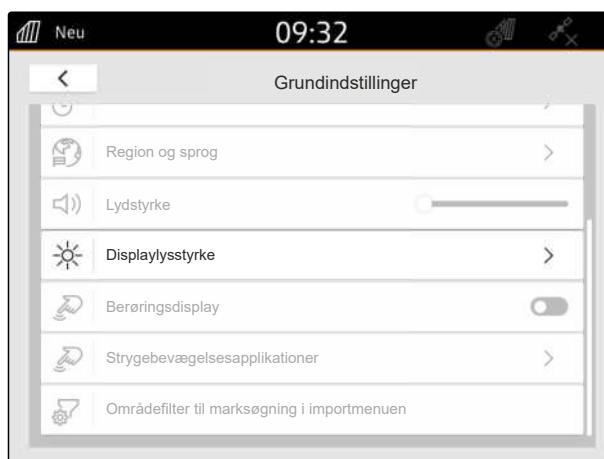 Neu
09:32
Grundindstillinger
Region og sprog
Lydstyrke
Displaylysstyrke
Berøringsdisplay
Strygebevægelsesapplikationer
Områdefilter til marksøgning i importmenuen